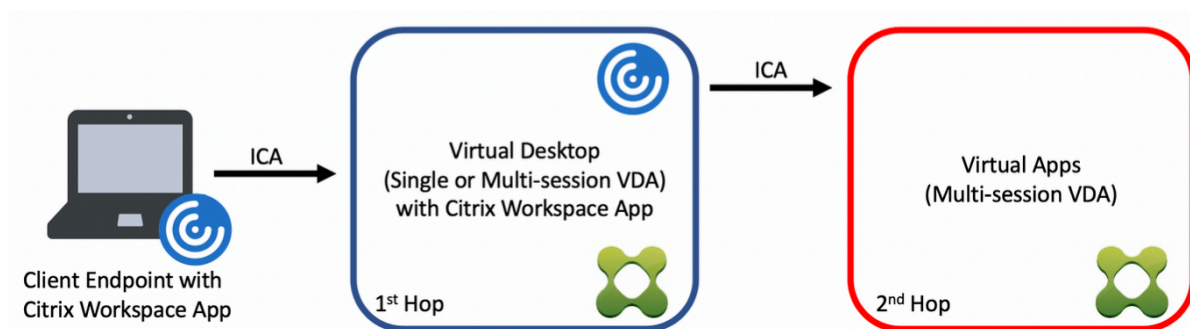 Client Endpoint with
Citrix Workspace App
ICA
Virtual Desktop
(Single or Multi-session VDA)
with Citrix Workspace App
1st Hop
ICA
Virtual Apps
(Multi-session VDA)
2nd Hop